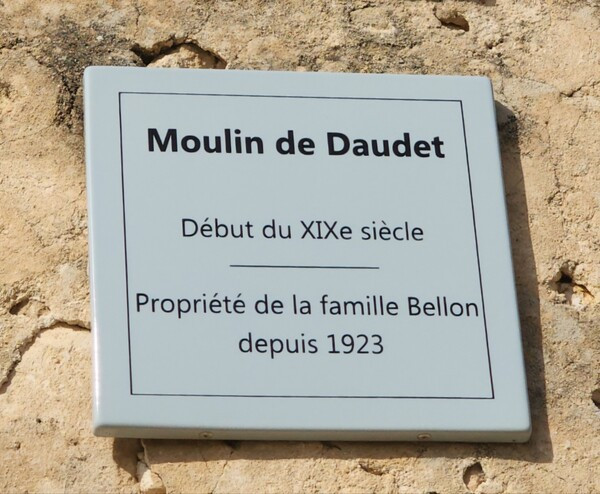 Moulin de Daudet
Début du XIXe siècle
Propriété de la famille Bellon
depuis 1923